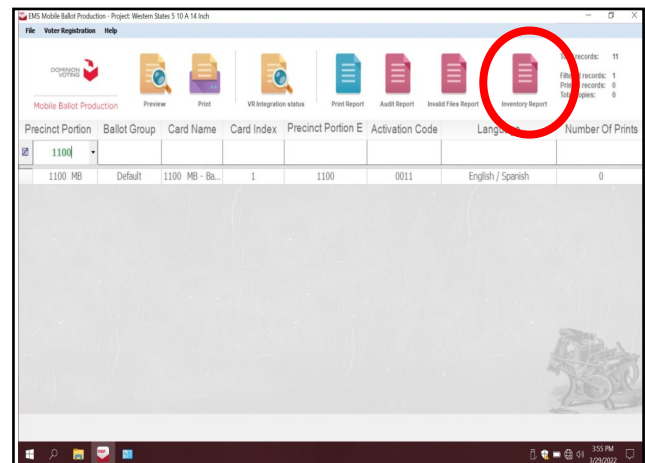 EMS Mobile Ballot Production - Project: Western States 5 10 A 14 Inch
File Voter Registration Help
DOMINION VOTING
Mobile Ballot Production
Preview Print VR Integration status Print Report Audit Report Invalid Files Report Inventory Report
records: 11
records: 1
records: 0
0
Precinct Portion Ballot Group Card Name Card Index Precinct Portion E Activation Code Number Of Prints
1100
1100 MB Default 1100 MB - Ba... 1 1100 0011 English / Spanish 0
3:55 PM
3/29/2022